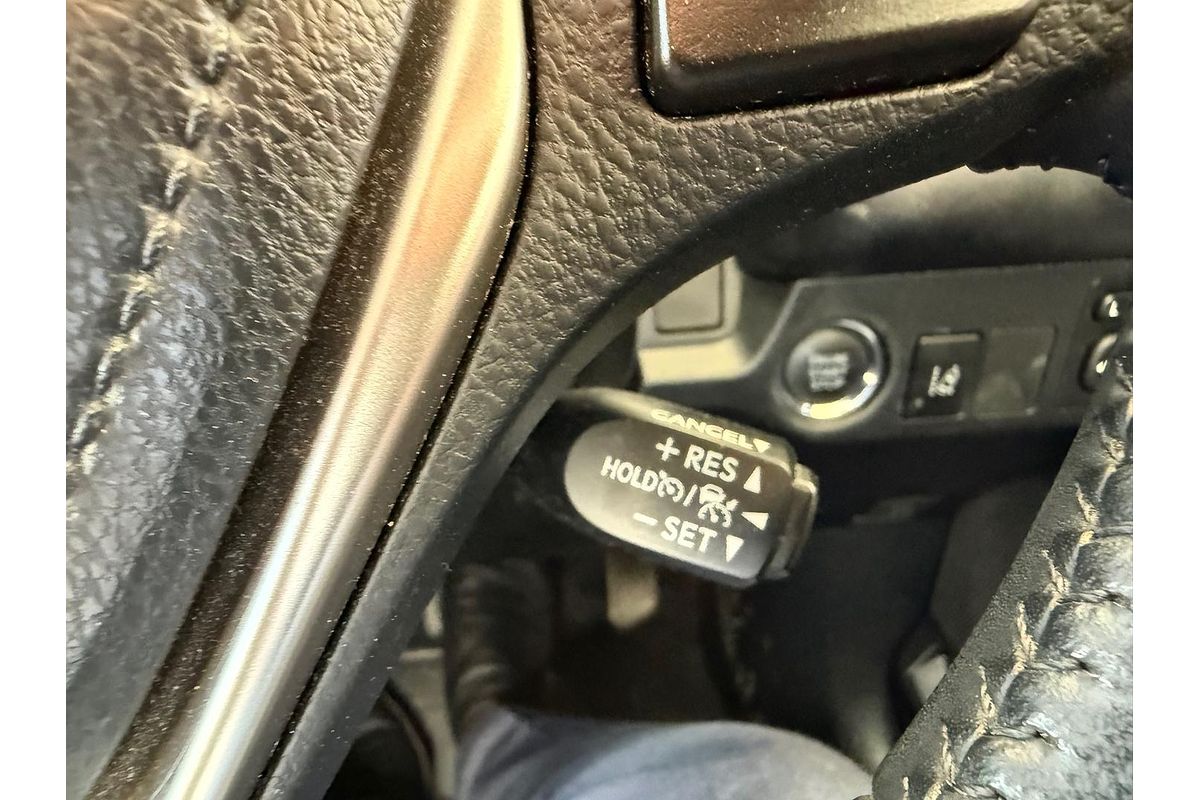 CANCEL▼
+ RES ▲
HOLD / ◄
− SET ▼